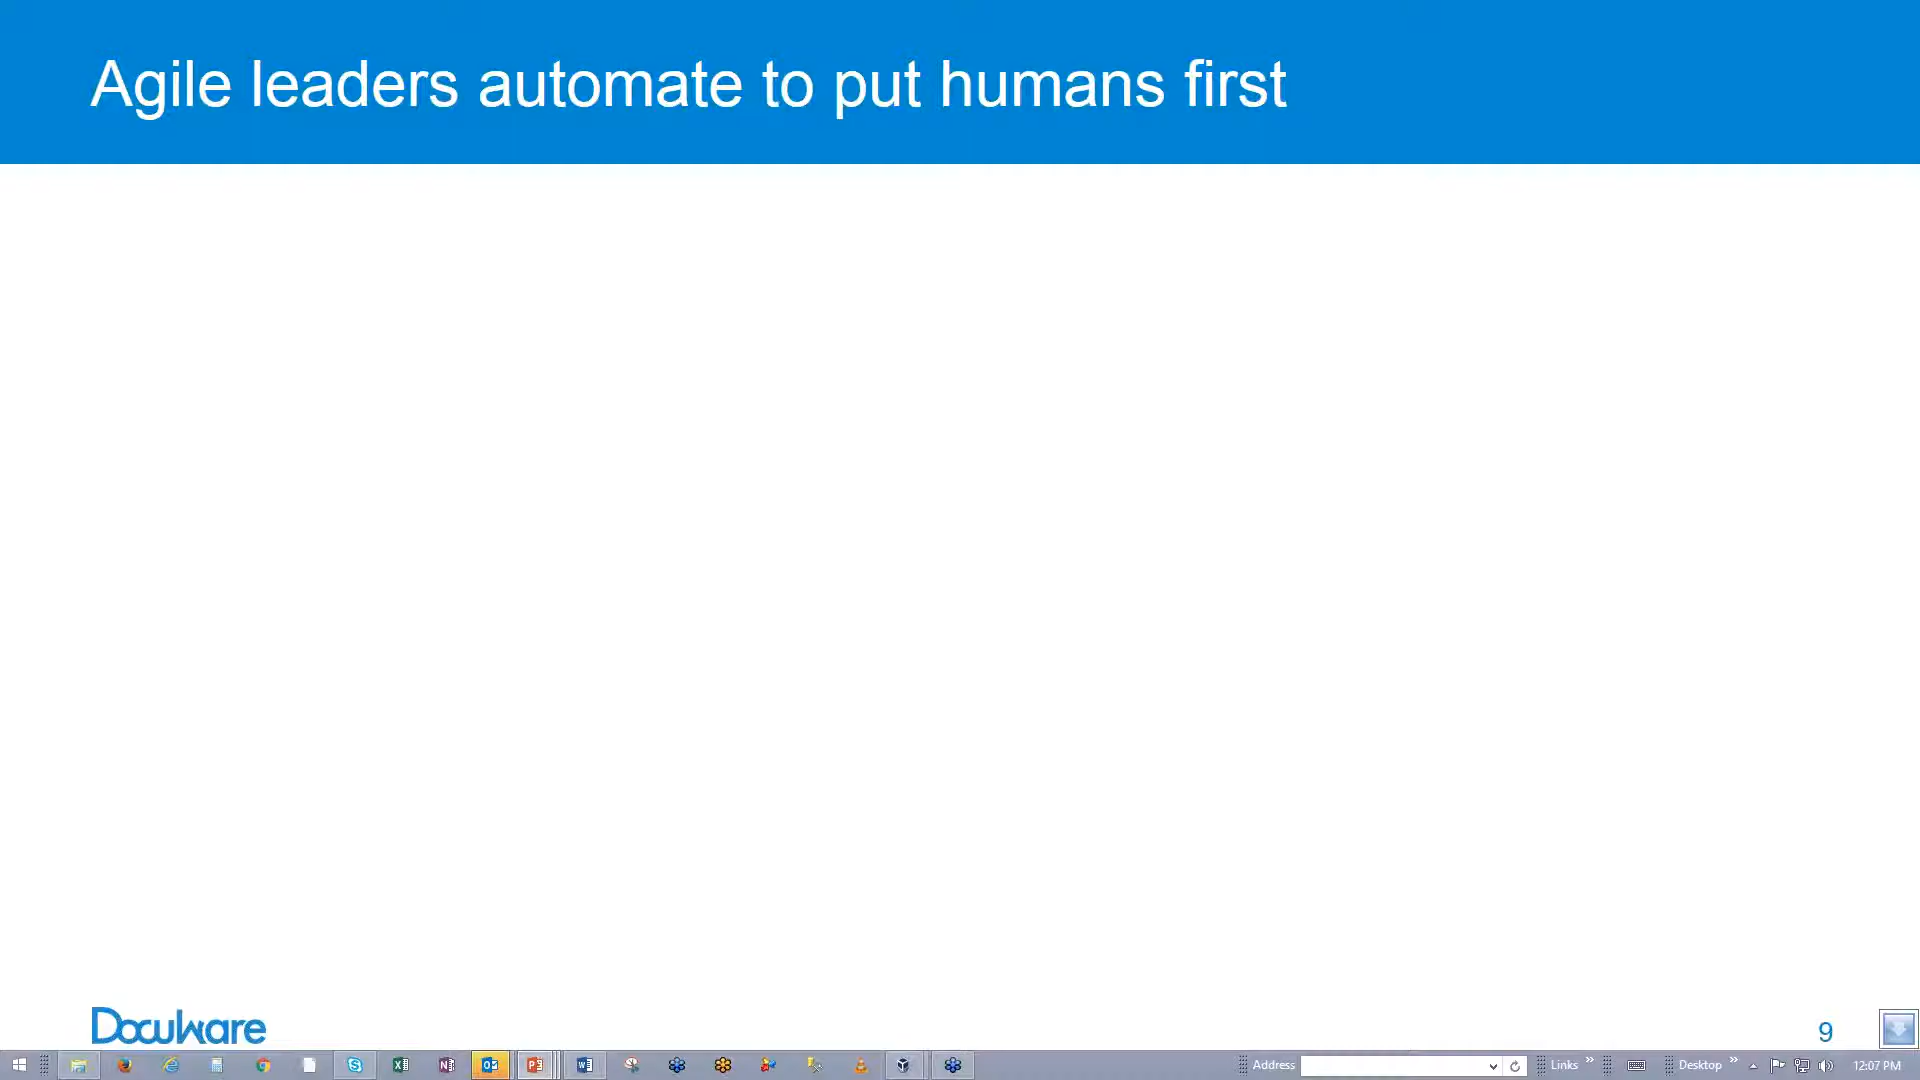 Agile leaders automate to put humans first
DocuWare
9
Address
Links
Desktop
12:07 PM